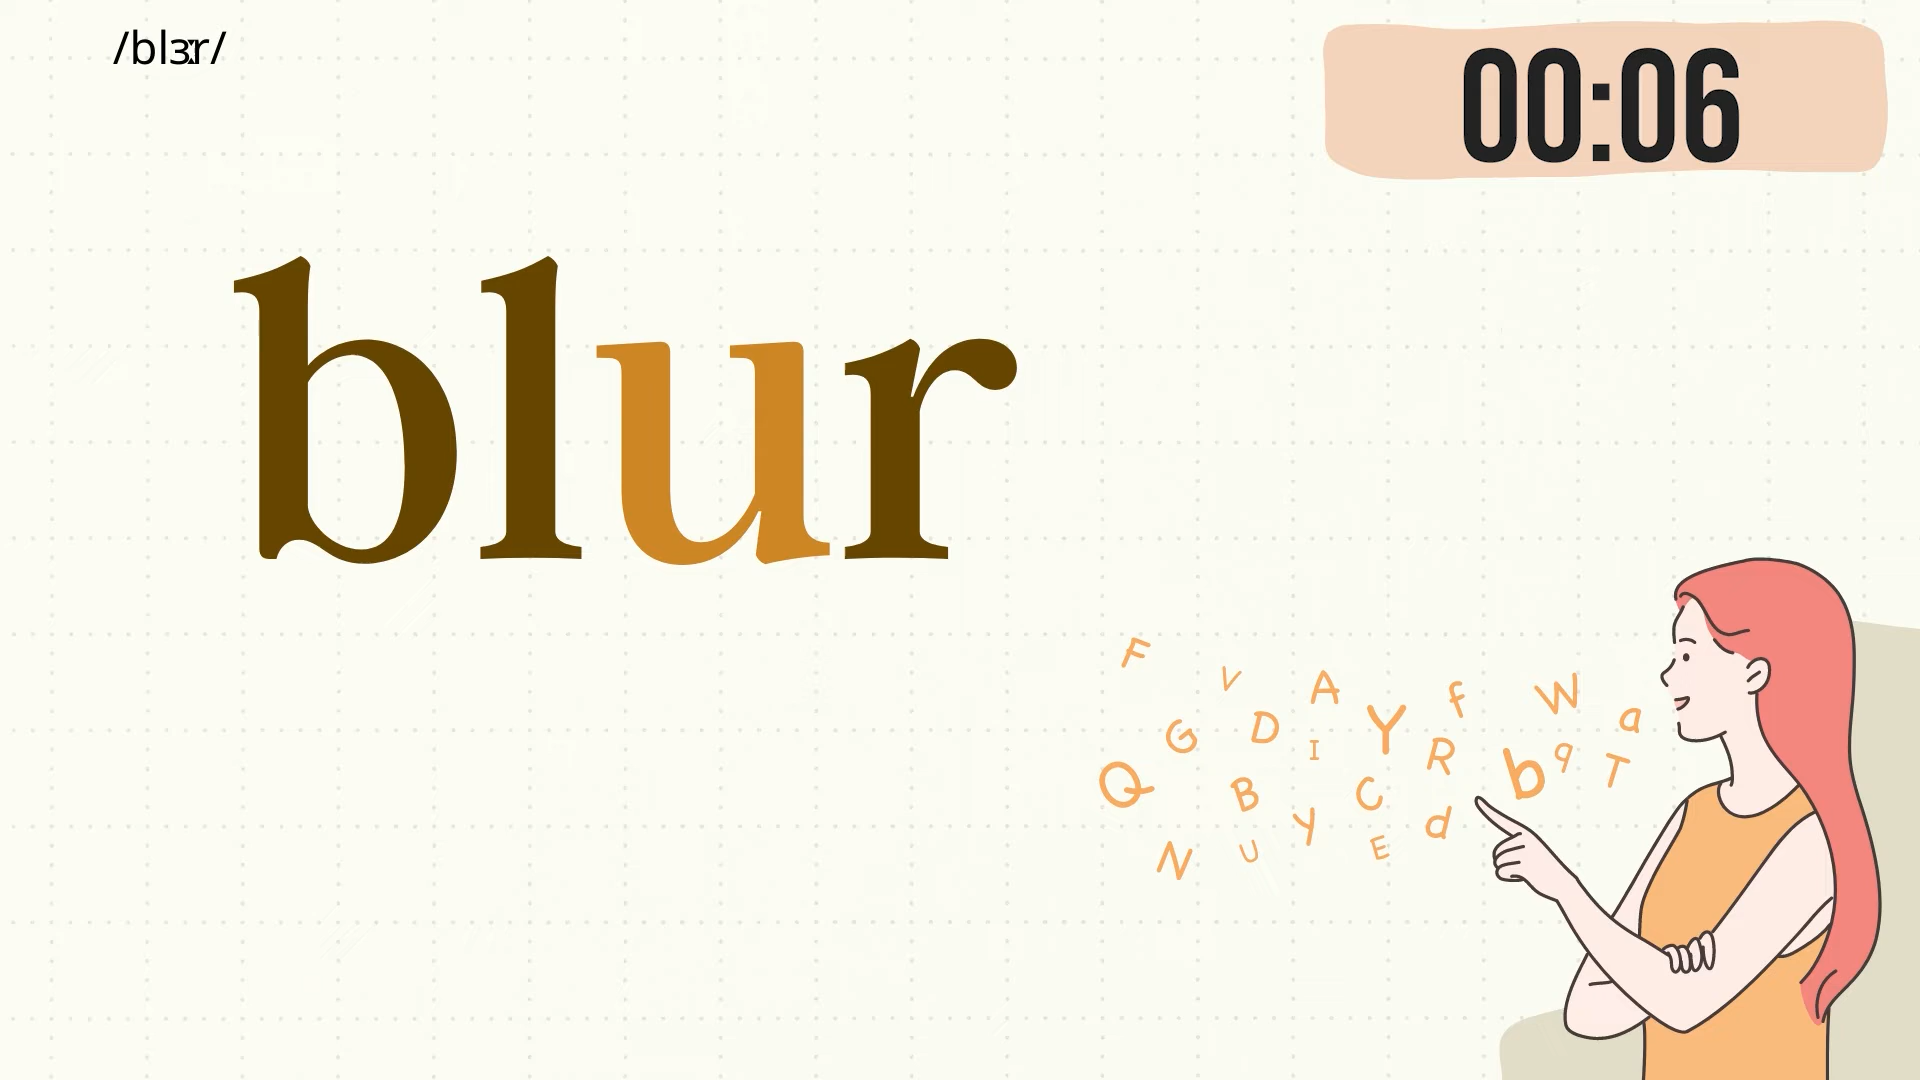 /blɜːr/
00:06
blur
F V A f W a
G D I Y R b q T
Q B Y C d
N U E